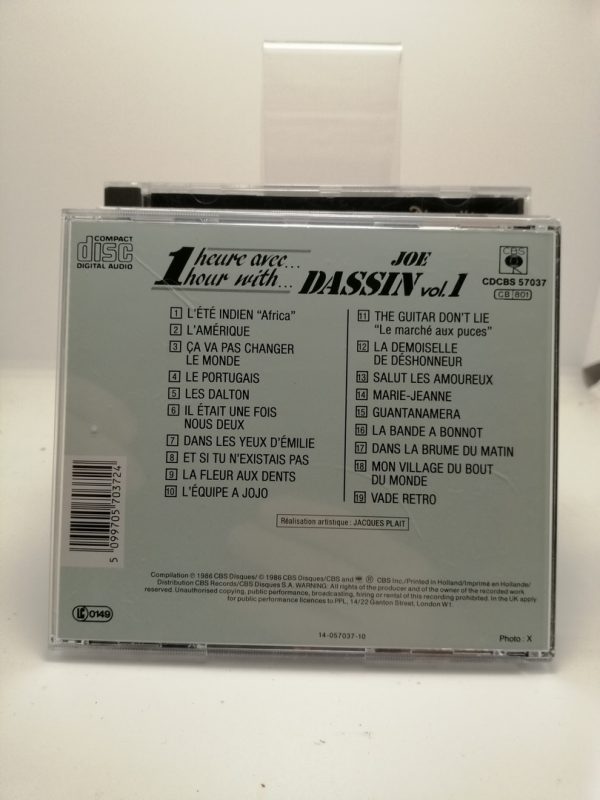 COMPACT
disc
DIGITAL AUDIO
1 heure avec...
hour with...
JOE
DASSIN vol.1
CBS
CDCBS 57037
CB 801
1 L'ÉTÉ INDIEN "Africa"
2 L'AMÉRIQUE
3 ÇA VA PAS CHANGER
LE MONDE
4 LE PORTUGAIS
5 LES DALTON
6 IL ÉTAIT UNE FOIS
NOUS DEUX
7 DANS LES YEUX D'ÉMILIE
8 ET SI TU N'EXISTAIS PAS
9 LA FLEUR AUX DENTS
10 L'ÉQUIPE A JOJO
11 THE GUITAR DON'T LIE
"Le marché aux puces"
12 LA DEMOISELLE
DE DÉSHONNEUR
13 SALUT LES AMOUREUX
14 MARIE-JEANNE
15 GUANTANAMERA
16 LA BANDE A BONNOT
17 DANS LA BRUME DU MATIN
18 MON VILLAGE DU BOUT
DU MONDE
19 VADE RETRO
Réalisation artistique : JACQUES PLAIT
5 099705 703724
Compilation ℗ 1986 CBS Disques/ © 1986 CBS Disques/CBS and ® CBS Inc./Printed in Holland/Imprimé en Hollande/
Distribution CBS Records/CBS Disques S.A. WARNING. All rights of the producer and of the owner of the recorded work
reserved. Unauthorised copying, public performance, broadcasting, hiring or rental of this recording prohibited. In the UK apply
for public performance licences to PPL, 14/22 Ganton Street, London W1.
LC 0149
14-057037-10
Photo : X